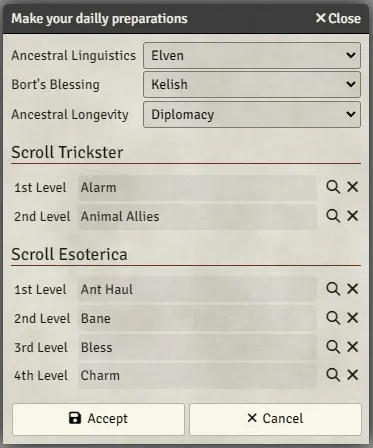 Make your dailly preparations
Close
Ancestral Linguistics Elven
Bort's Blessing Kelish
Ancestral Longevity Diplomacy
Scroll Trickster
1st Level Alarm
2nd Level Animal Allies
Scroll Esoterica
1st Level Ant Haul
2nd Level Bane
3rd Level Bless
4th Level Charm
Accept
Cancel